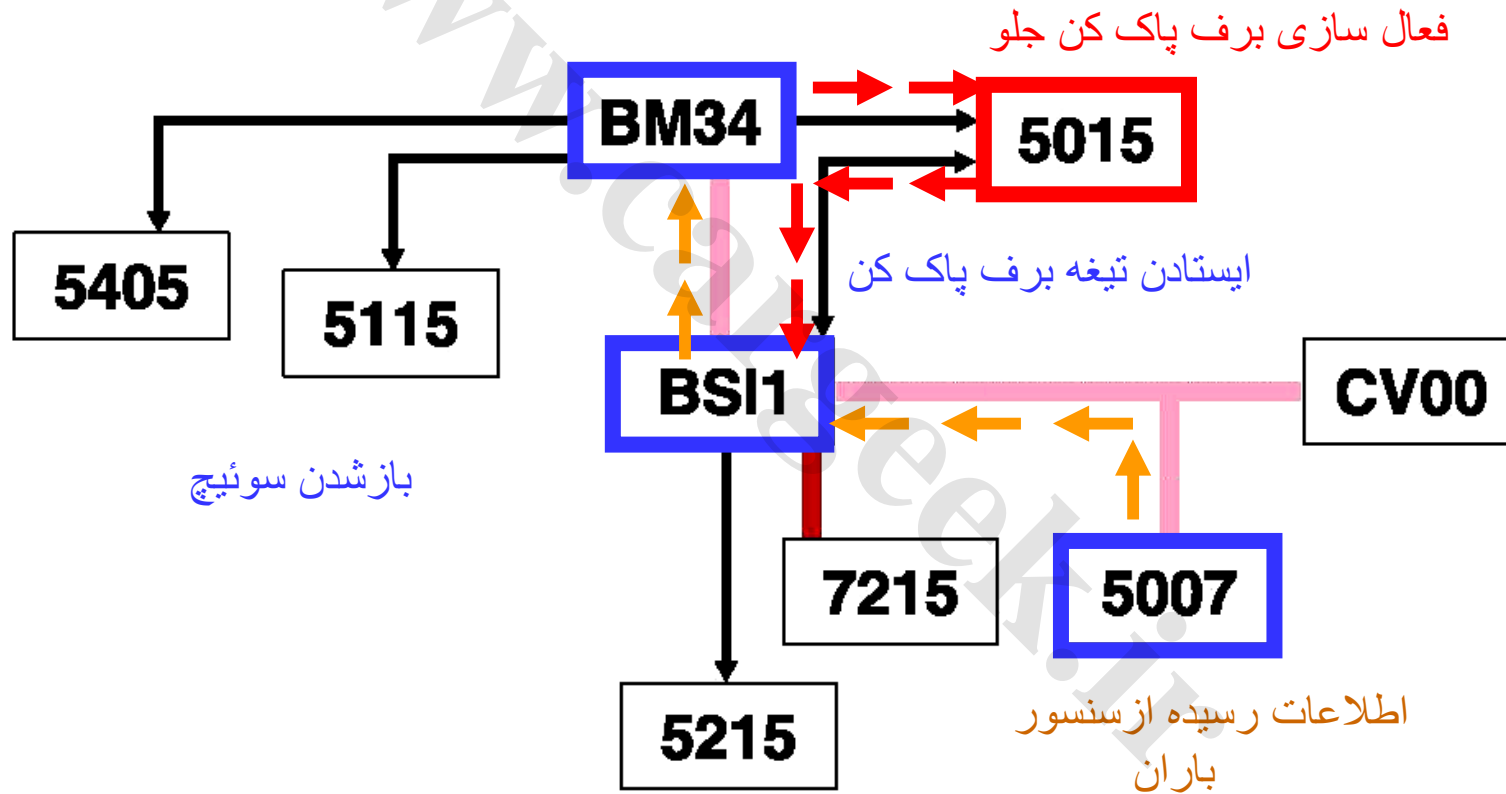 فعال سازی برف پاک کن جلو
BM34
5015
5405
5115
ایستادن تیغه برف پاک کن
BSI1
CV00
بازشدن سوئیچ
7215
5007
5215
اطلاعات رسیده ازسنسور
باران
www.cargeek.ir